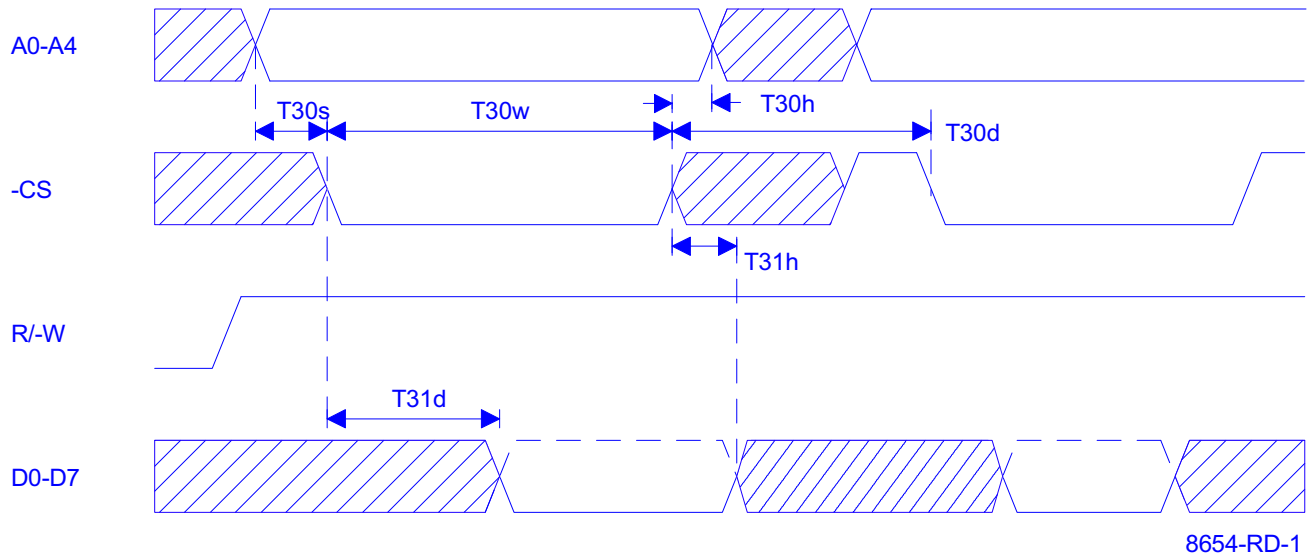 A0-A4
T30s
T30w
T30h
T30d
-CS
T31h
R/-W
T31d
D0-D7
8654-RD-1